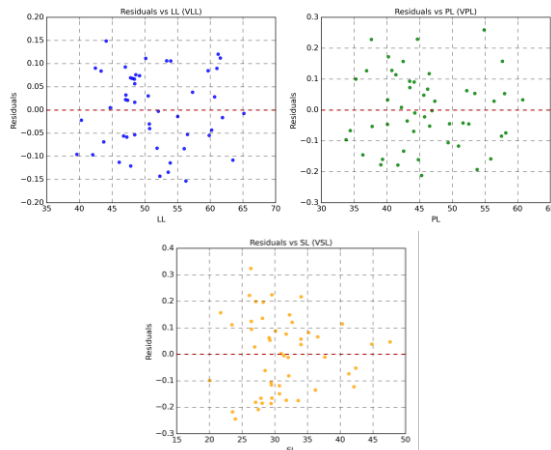 Residuals vs LL (VLL)
0.20
0.15
0.10
0.05
0.00
−0.05
−0.10
−0.15
−0.20
Residuals
35 40 45 50 55 60 65 70
LL
Residuals vs PL (VPL)
0.3
0.2
0.1
0.0
−0.1
−0.2
−0.3
Residuals
30 35 40 45 50 55 60 65
PL
Residuals vs SL (VSL)
0.4
0.3
0.2
0.1
0.0
−0.1
−0.2
−0.3
Residuals
15 20 25 30 35 40 45 50
SL